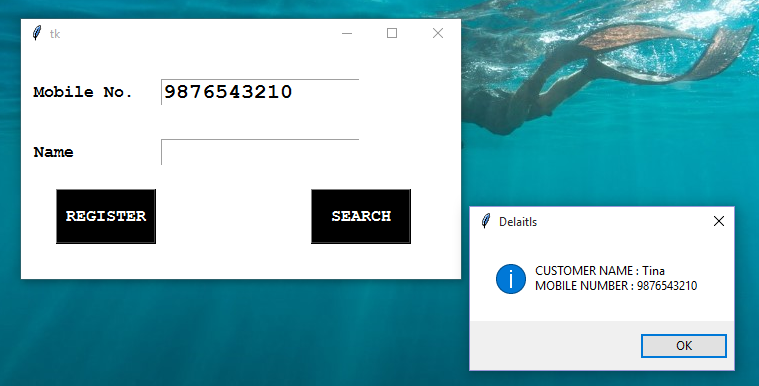 tk
Mobile No. 9876543210
Name
REGISTER SEARCH
Delaitls
CUSTOMER NAME : Tina
MOBILE NUMBER : 9876543210
OK